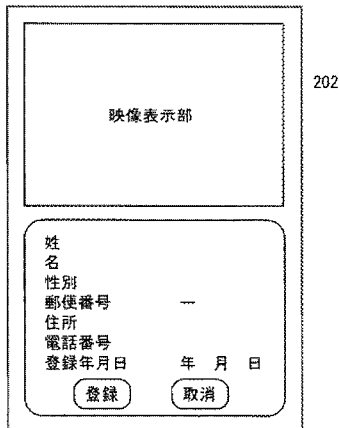 映像表示部
202
姓
名
性別
郵便番号 ―
住所
電話番号
登録年月日 年 月 日
登録 取消